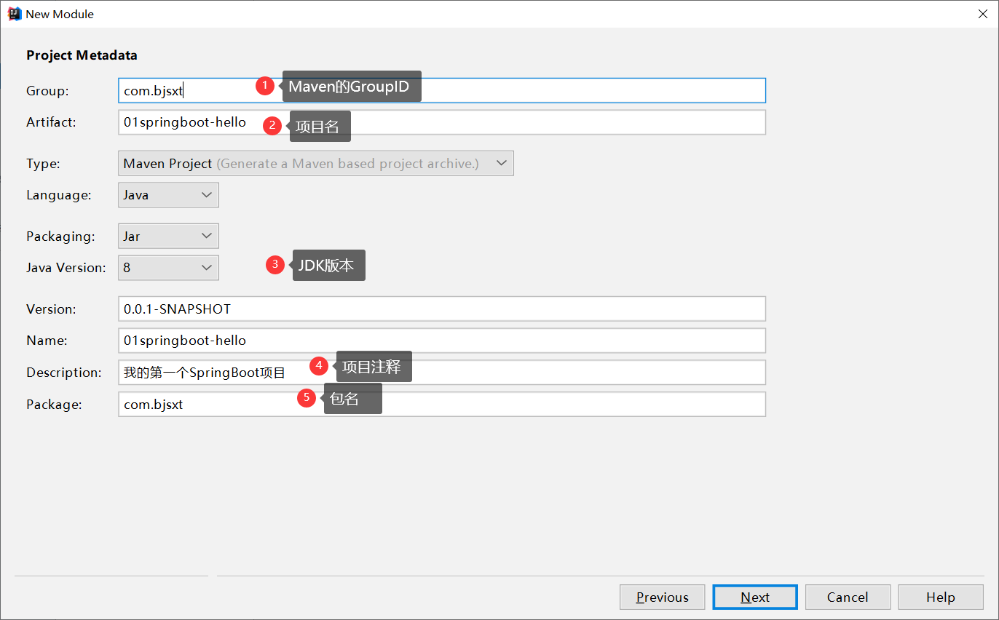 New Module
Project Metadata
Group: com.bjsxt 1 Maven的GroupID
Artifact: 01springboot-hello 2 项目名
Type: Maven Project (Generate a Maven based project archive.)
Language: Java
Packaging: Jar
Java Version: 8 3 JDK版本
Version: 0.0.1-SNAPSHOT
Name: 01springboot-hello
Description: 我的第一个SpringBoot项目 4 项目注释
Package: com.bjsxt 5 包名
Previous Next Cancel Help